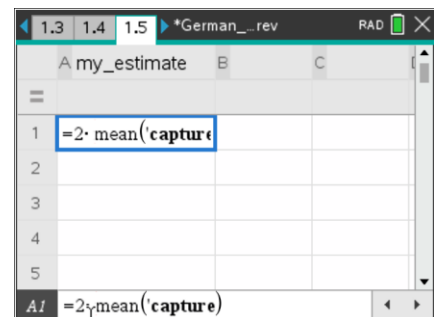 1.3 1.4 1.5 *German_...rev RAD
A my_estimate B C D
=
1 =2· mean('capture
2
3
4
5
A1 =2·mean('capture)